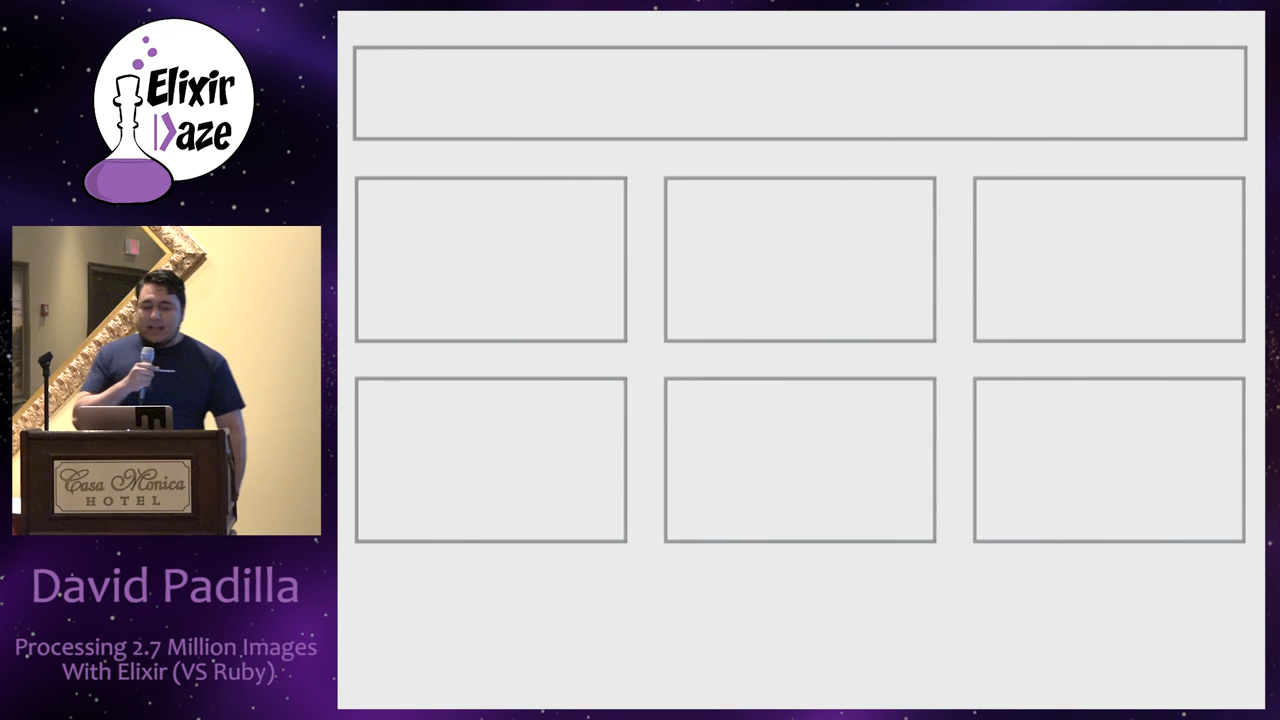 Elixir
|>aze
Casa Monica
HOTEL
David Padilla
Processing 2.7 Million Images
With Elixir (VS Ruby)